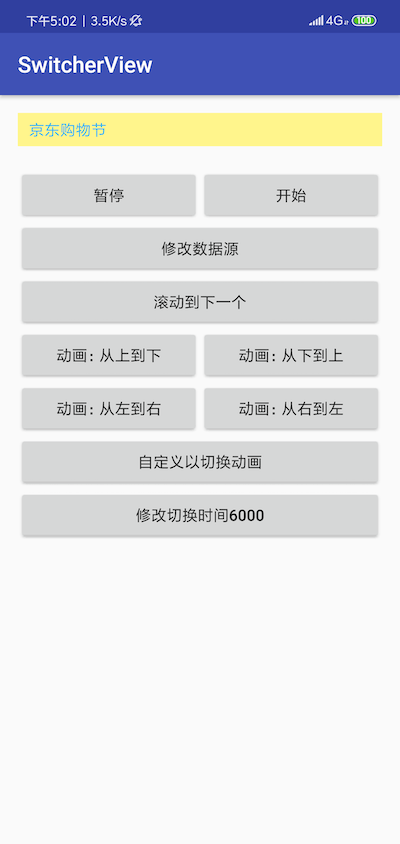 下午5:02 | 3.5K/s 4G 100
SwitcherView
京东购物节
暂停 开始
修改数据源
滚动到下一个
动画: 从上到下 动画: 从下到上
动画: 从左到右 动画: 从右到左
自定义以切换动画
修改切换时间6000